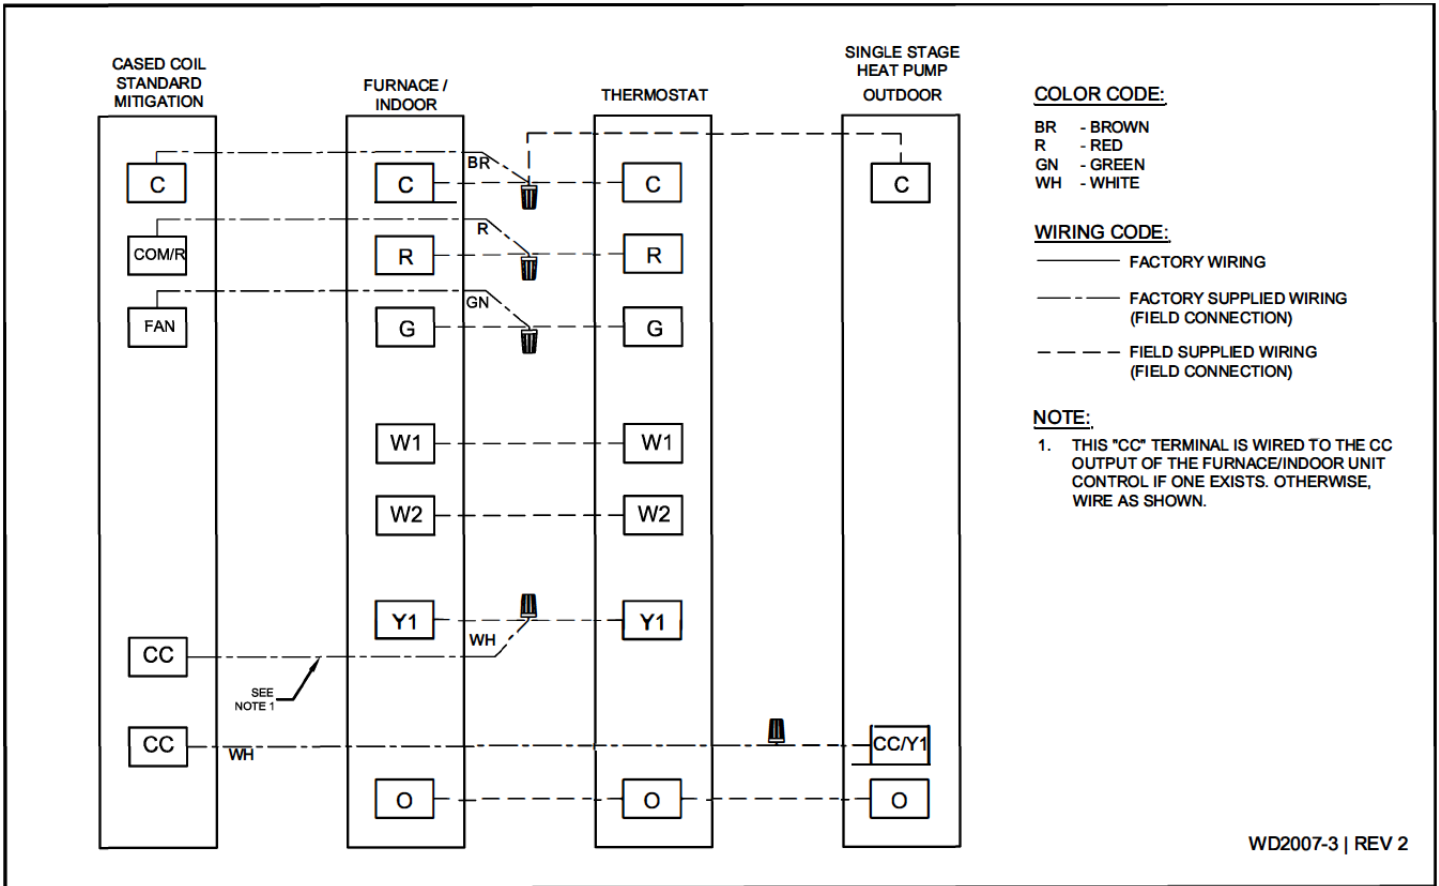 CASED COIL
STANDARD
MITIGATION
FURNACE /
INDOOR
THERMOSTAT
SINGLE STAGE
HEAT PUMP
OUTDOOR
C
COM/R
FAN
CC
CC
BR
R
GN
WH
WH
SEE
NOTE 1
C
R
G
W1
W2
Y1
O
C
R
G
W1
W2
Y1
O
C
CC/Y1
O
COLOR CODE:
BR - BROWN
R - RED
GN - GREEN
WH - WHITE
WIRING CODE:
FACTORY WIRING
FACTORY SUPPLIED WIRING
(FIELD CONNECTION)
FIELD SUPPLIED WIRING
(FIELD CONNECTION)
NOTE:
1. THIS "CC" TERMINAL IS WIRED TO THE CC
OUTPUT OF THE FURNACE/INDOOR UNIT
CONTROL IF ONE EXISTS. OTHERWISE,
WIRE AS SHOWN.
WD2007-3 | REV 2